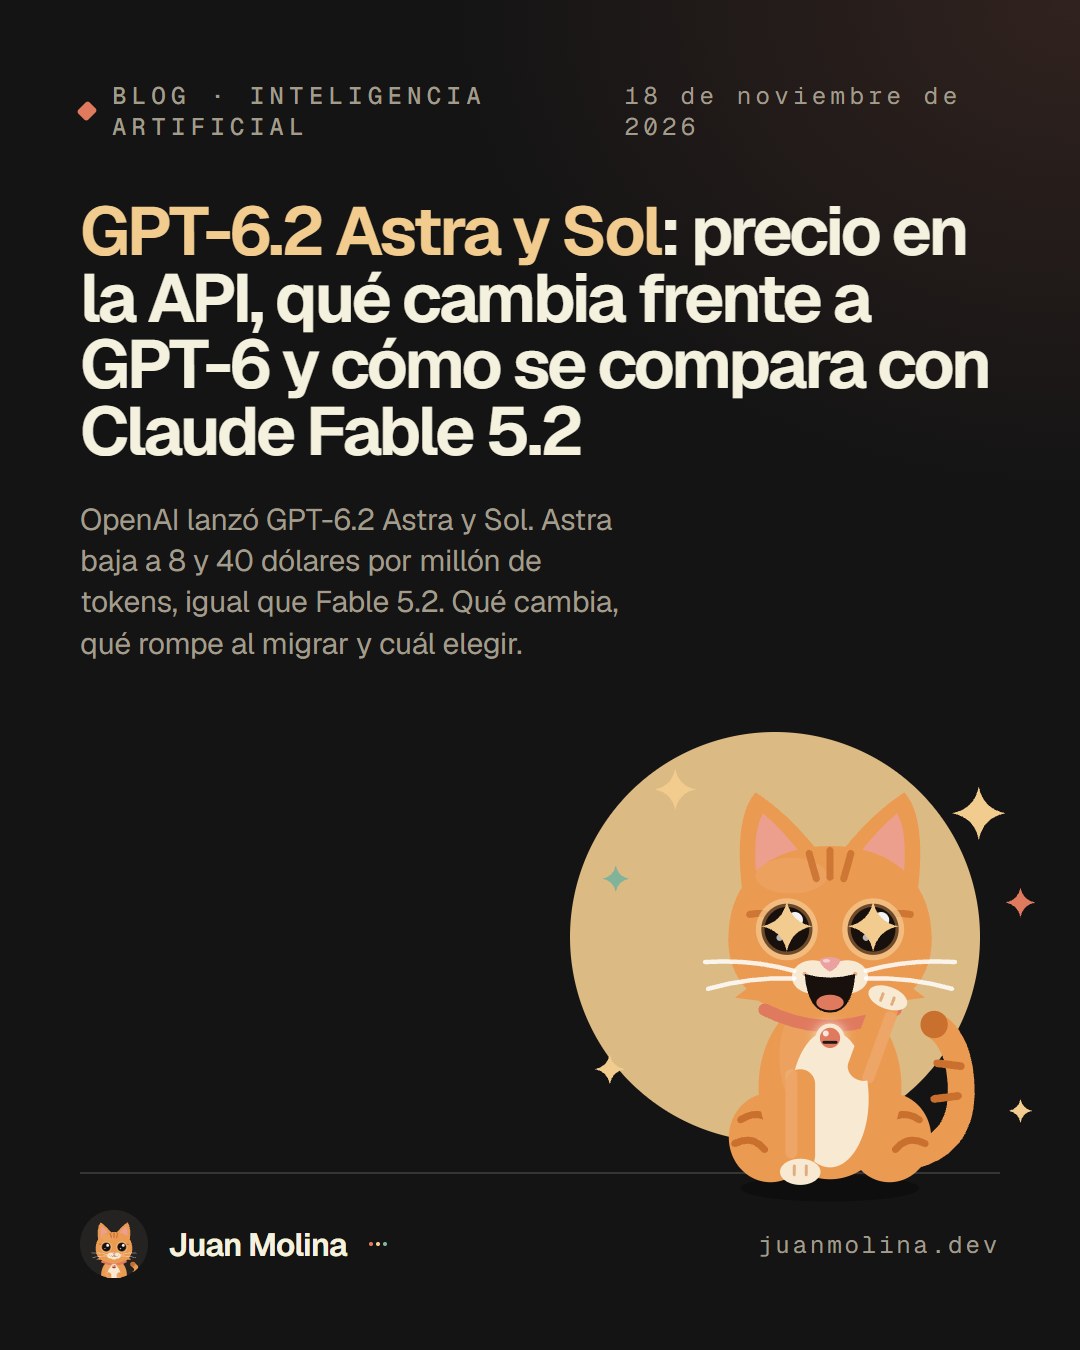 BLOG · INTELIGENCIA ARTIFICIAL
18 de noviembre de 2026
GPT-6.2 Astra y Sol: precio en
la API, qué cambia frente a
GPT-6 y cómo se compara con
Claude Fable 5.2
OpenAI lanzó GPT-6.2 Astra y Sol. Astra
baja a 8 y 40 dólares por millón de
tokens, igual que Fable 5.2. Qué cambia,
qué rompe al migrar y cuál elegir.
Juan Molina
juanmolina.dev